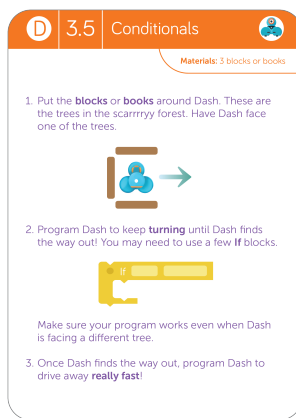 D 3.5 Conditionals
Materials: 3 blocks or books
1. Put the blocks or books around Dash. These are
the trees in the scarrrryy forest. Have Dash face
one of the trees.
2. Program Dash to keep turning until Dash finds
the way out! You may need to use a few If blocks.
If
Make sure your program works even when Dash
is facing a different tree.
3. Once Dash finds the way out, program Dash to
drive away really fast!